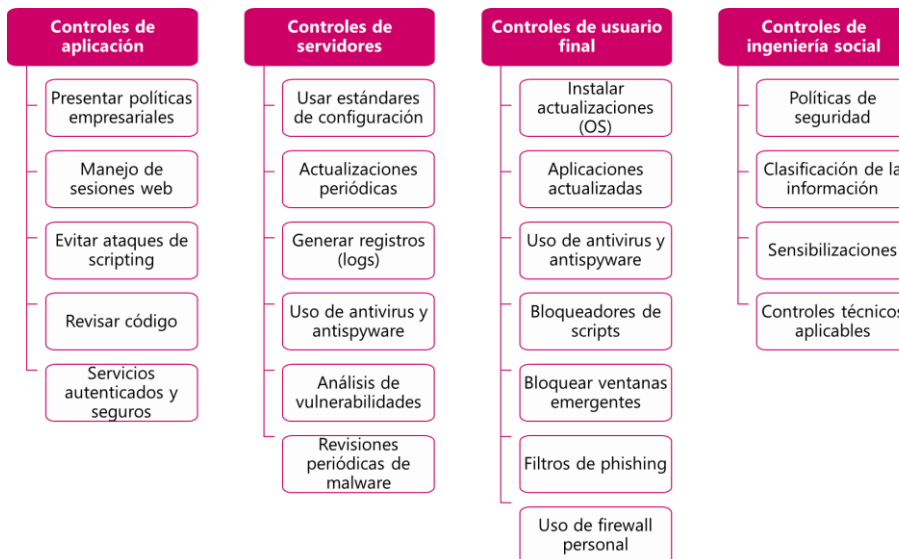 Controles de
aplicación
Presentar políticas
empresariales
Manejo de
sesiones web
Evitar ataques de
scripting
Revisar código
Servicios
autenticados y
seguros
Controles de
servidores
Usar estándares
de configuración
Actualizaciones
periódicas
Generar registros
(logs)
Uso de antivirus y
antispyware
Análisis de
vulnerabilidades
Revisiones
periódicas de
malware
Controles de usuario
final
Instalar
actualizaciones
(OS)
Aplicaciones
actualizadas
Uso de antivirus y
antispyware
Bloqueadores de
scripts
Bloquear ventanas
emergentes
Filtros de phishing
Uso de firewall
personal
Controles de
ingeniería social
Políticas de
seguridad
Clasificación de la
información
Sensibilizaciones
Controles técnicos
aplicables